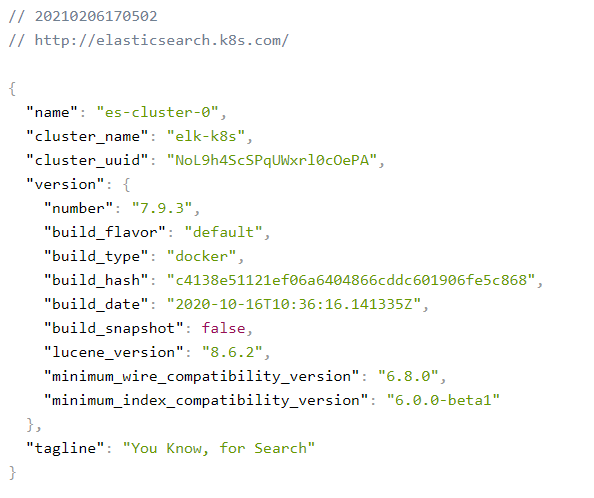 // 20210206170502
// http://elasticsearch.k8s.com/
{
"name": "es-cluster-0",
"cluster_name": "elk-k8s",
"cluster_uuid": "NoL9h4ScSPqUWxrl0cOePA",
"version": {
"number": "7.9.3",
"build_flavor": "default",
"build_type": "docker",
"build_hash": "c4138e51121ef06a6404866cddc601906fe5c868",
"build_date": "2020-10-16T10:36:16.141335Z",
"build_snapshot": false,
"lucene_version": "8.6.2",
"minimum_wire_compatibility_version": "6.8.0",
"minimum_index_compatibility_version": "6.0.0-beta1"
},
"tagline": "You Know, for Search"
}